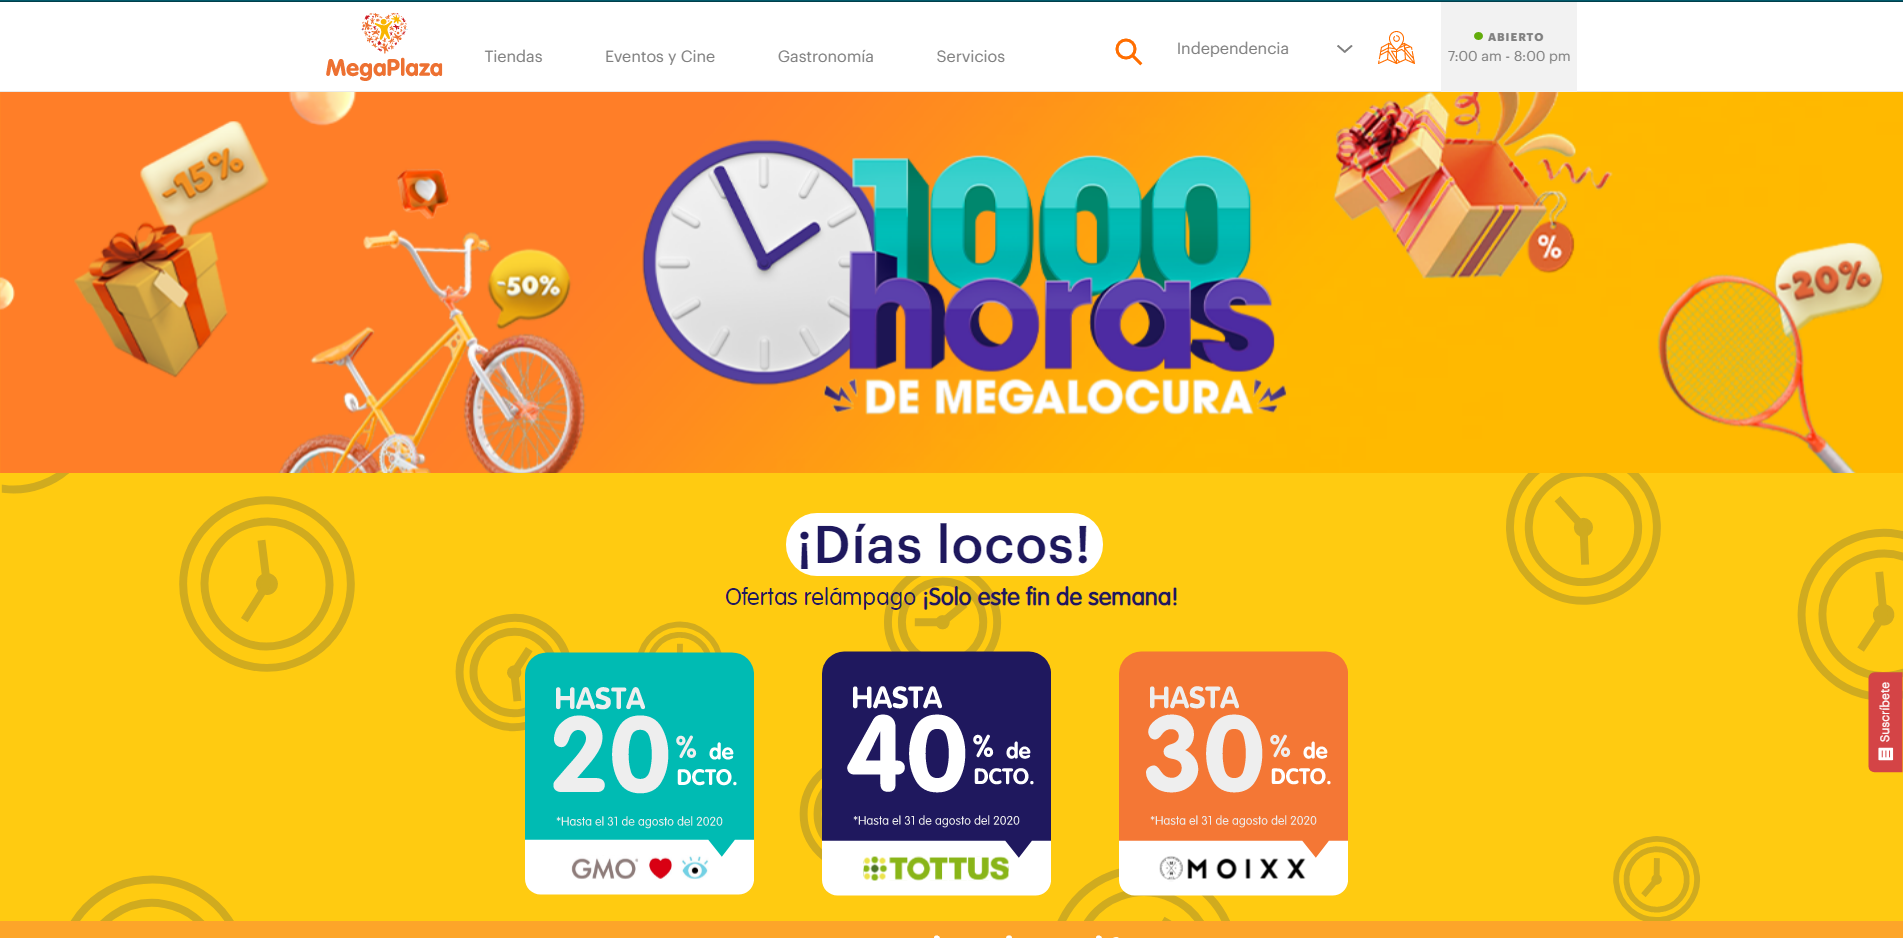 MegaPlaza
Tiendas
Eventos y Cine
Gastronomía
Servicios
Independencia
ABIERTO
7:00 am - 8:00 pm
-15%
-50%
1000
horas
DE MEGALOCURA
%
-20%
¡Días locos!
Ofertas relámpago ¡Solo este fin de semana!
HASTA
20% de
DCTO.
*Hasta el 31 de agosto del 2020
GMO
HASTA
40% de
DCTO.
*Hasta el 31 de agosto del 2020
TOTTUS
HASTA
30% de
DCTO.
*Hasta el 31 de agosto del 2020
MOIXX
Suscríbete